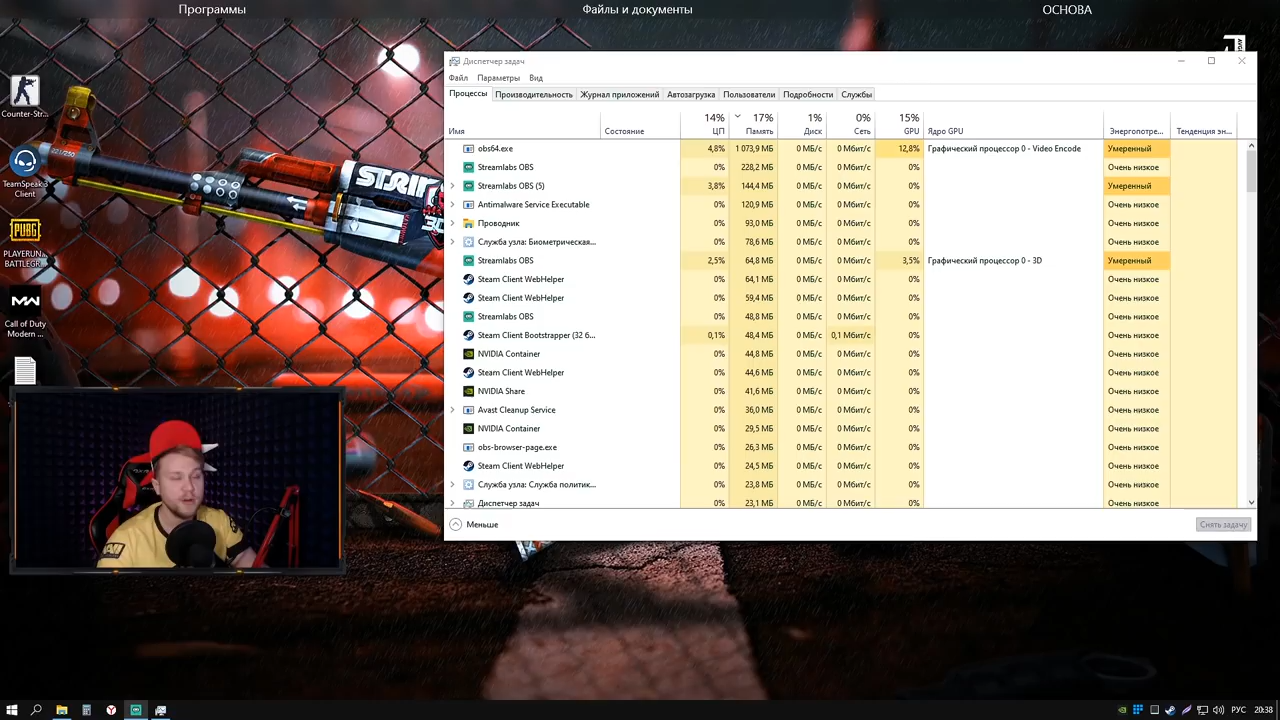 Программы
Файлы и документы
ОСНОВА
Counter-Str...
TeamSpeak 3
Client
PUBG
PLAYERUN...
BATTLEGR...
Call of Duty
Modern ...
Диспетчер задач
Файл Параметры Вид
Процессы Производительность Журнал приложений Автозагрузка Пользователи Подробности Службы
14% 17% 1% 0% 15%
Имя Состояние ЦП Память Диск Сеть GPU Ядро GPU Энергопотре... Тенденция эн...
obs64.exe 4,8% 1 073,9 МБ 0 МБ/с 0 Мбит/с 12,8% Графический процессор 0 - Video Encode Умеренный
Streamlabs OBS 0% 228,2 МБ 0 МБ/с 0 Мбит/с 0% Очень низкое
Streamlabs OBS (5) 3,8% 144,4 МБ 0 МБ/с 0 Мбит/с 0% Умеренный
Antimalware Service Executable 0% 120,9 МБ 0 МБ/с 0 Мбит/с 0% Очень низкое
Проводник 0% 93,0 МБ 0 МБ/с 0 Мбит/с 0% Очень низкое
Служба узла: Биометрическая... 0% 78,6 МБ 0 МБ/с 0 Мбит/с 0% Очень низкое
Streamlabs OBS 2,5% 64,8 МБ 0 МБ/с 0 Мбит/с 3,5% Графический процессор 0 - 3D Умеренный
Steam Client WebHelper 0% 64,1 МБ 0 МБ/с 0 Мбит/с 0% Очень низкое
Steam Client WebHelper 0% 59,4 МБ 0 МБ/с 0 Мбит/с 0% Очень низкое
Streamlabs OBS 0% 48,8 МБ 0 МБ/с 0 Мбит/с 0% Очень низкое
Steam Client Bootstrapper (32 б... 0,1% 48,4 МБ 0 МБ/с 0,1 Мбит/с 0% Очень низкое
NVIDIA Container 0% 44,8 МБ 0 МБ/с 0 Мбит/с 0% Очень низкое
Steam Client WebHelper 0% 44,6 МБ 0 МБ/с 0 Мбит/с 0% Очень низкое
NVIDIA Share 0% 41,6 МБ 0 МБ/с 0 Мбит/с 0% Очень низкое
Avast Cleanup Service 0% 36,0 МБ 0 МБ/с 0 Мбит/с 0% Очень низкое
NVIDIA Container 0% 29,5 МБ 0 МБ/с 0 Мбит/с 0% Очень низкое
obs-browser-page.exe 0% 26,3 МБ 0 МБ/с 0 Мбит/с 0% Очень низкое
Steam Client WebHelper 0% 24,5 МБ 0 МБ/с 0 Мбит/с 0% Очень низкое
Служба узла: Служба политик... 0% 23,8 МБ 0 МБ/с 0 Мбит/с 0% Очень низкое
Диспетчер задач 0% 23,1 МБ 0 МБ/с 0 Мбит/с 0% Очень низкое
Меньше
Снять задачу
РУС 20:38